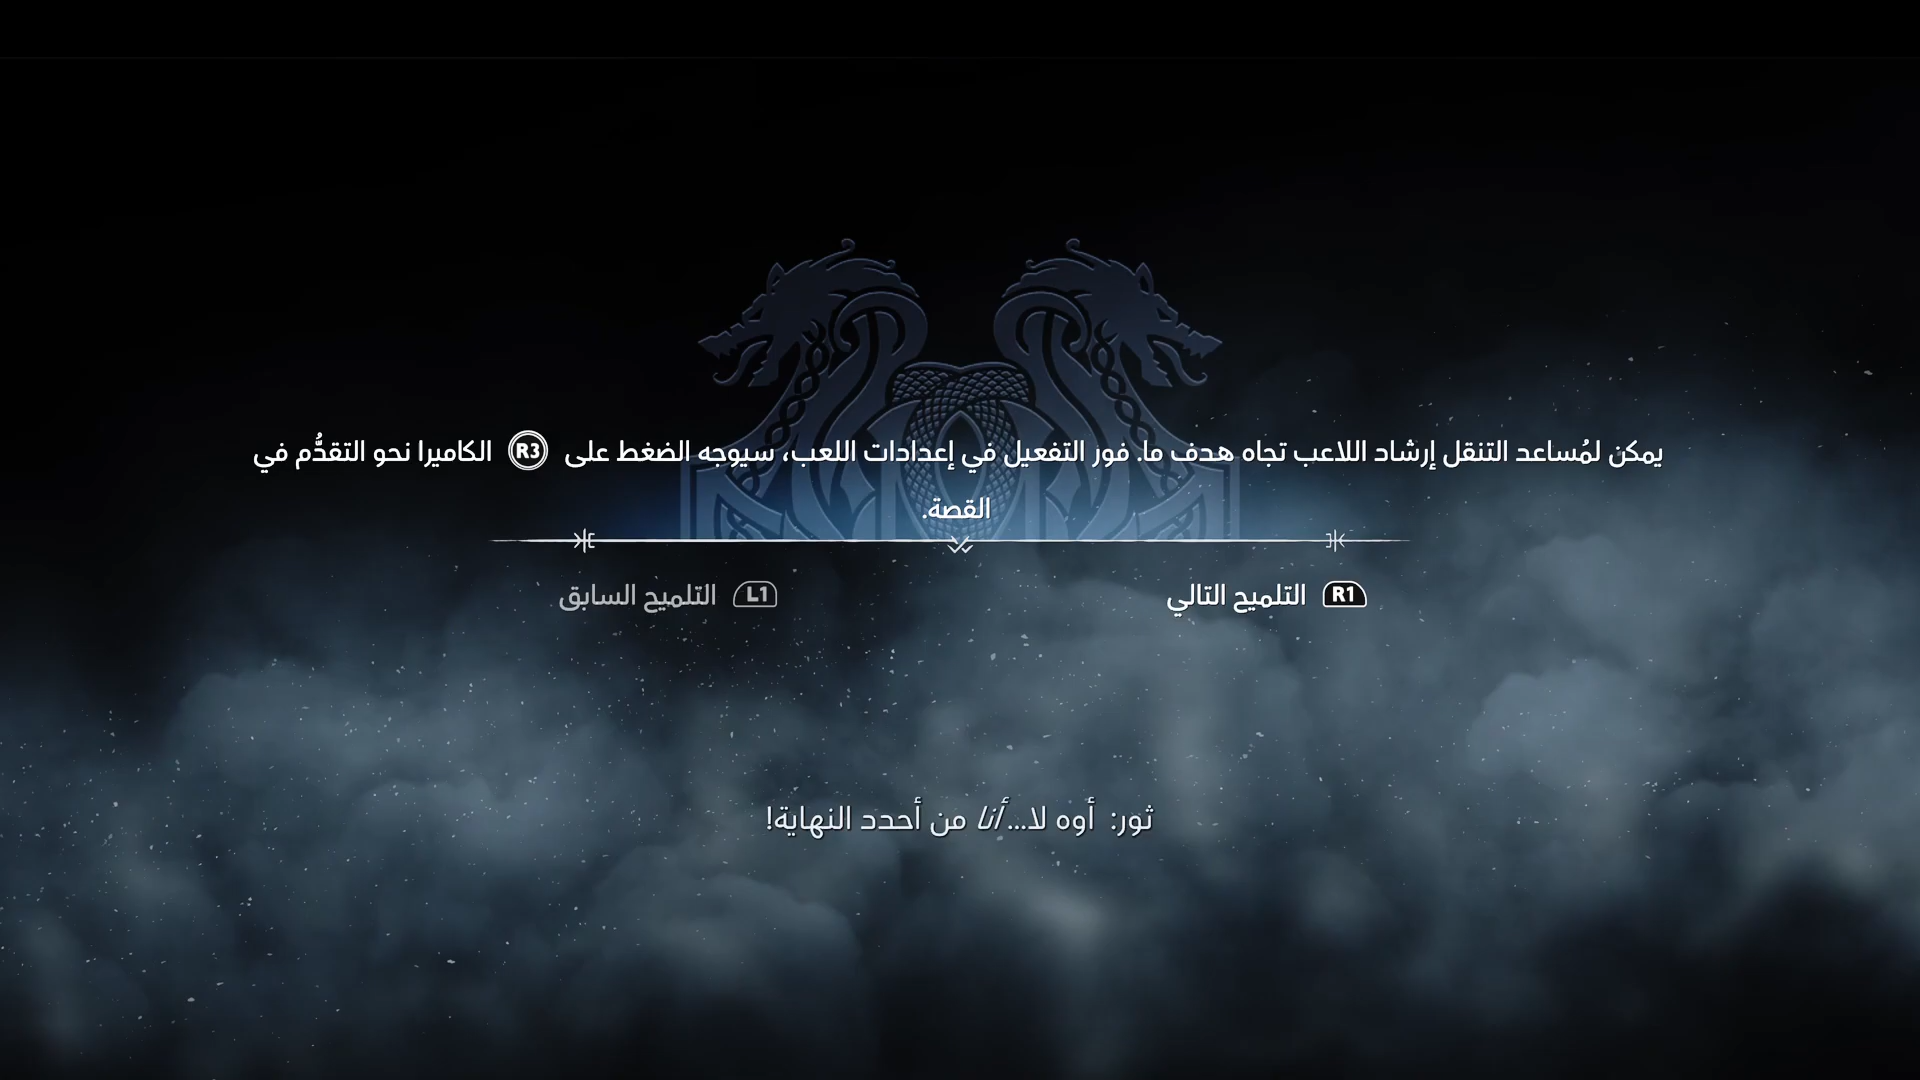 يمكن لمُساعد التنقل إرشاد اللاعب تجاه هدف ما. فور التفعيل في إعدادات اللعب، سيوجه الضغط على R3 الكاميرا نحو التقدُّم في
القصة.
R1 التلميح التالي
L1 التلميح السابق
ثور: أوه لا... أنا من أحدد النهاية!